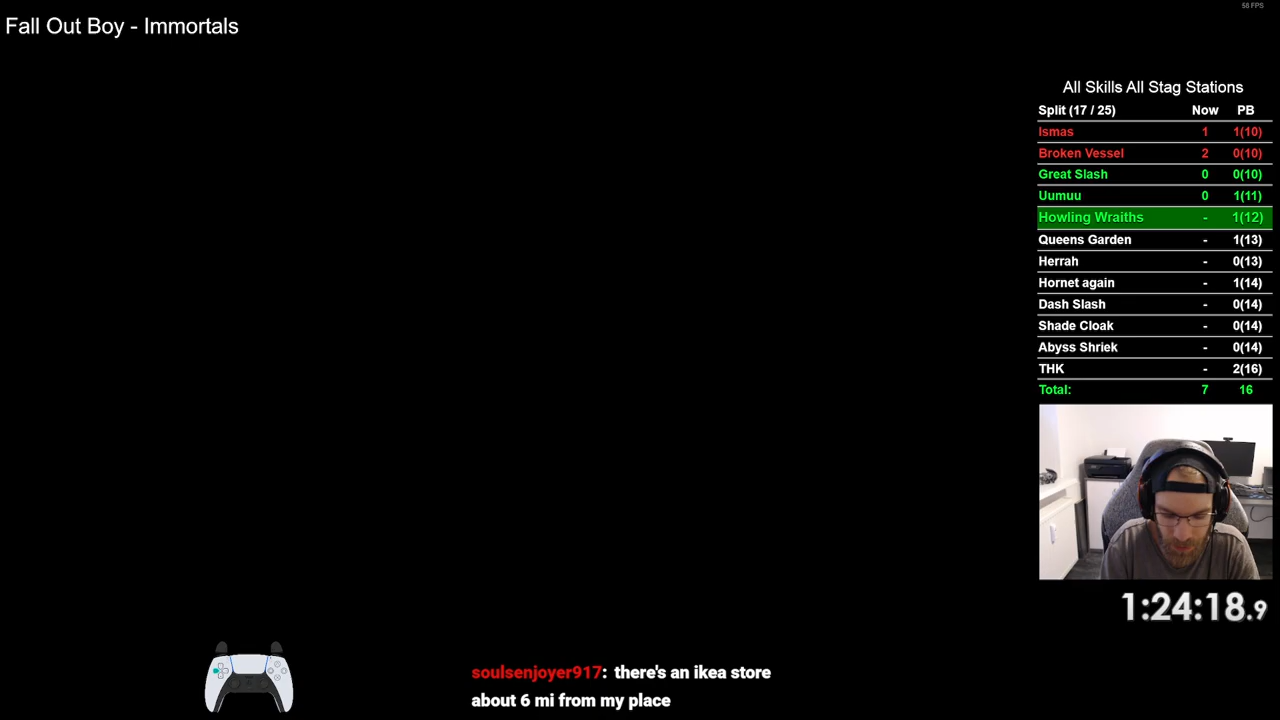 58 FPS
Fall Out Boy - Immortals
All Skills All Stag Stations
Split (17 / 25) Now PB
Ismas 1 1(10)
Broken Vessel 2 0(10)
Great Slash 0 0(10)
Uumuu 0 1(11)
Howling Wraiths - 1(12)
Queens Garden - 1(13)
Herrah - 0(13)
Hornet again - 1(14)
Dash Slash - 0(14)
Shade Cloak - 0(14)
Abyss Shriek - 0(14)
THK - 2(16)
Total: 7 16
1:24:18.9
soulsenjoyer917: there's an ikea store
about 6 mi from my place